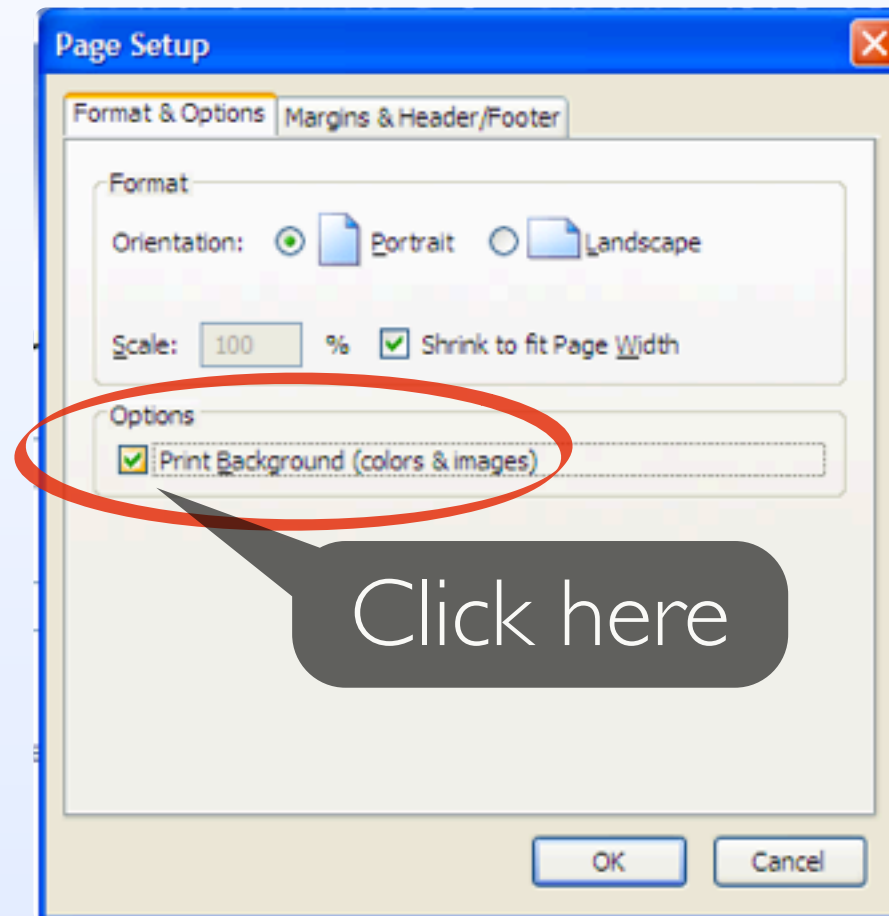 Page Setup
Format & Options Margins & Header/Footer
Format
Orientation: Portrait Landscape
Scale: 100 % Shrink to fit Page Width
Options
Print Background (colors & images)
Click here
OK Cancel